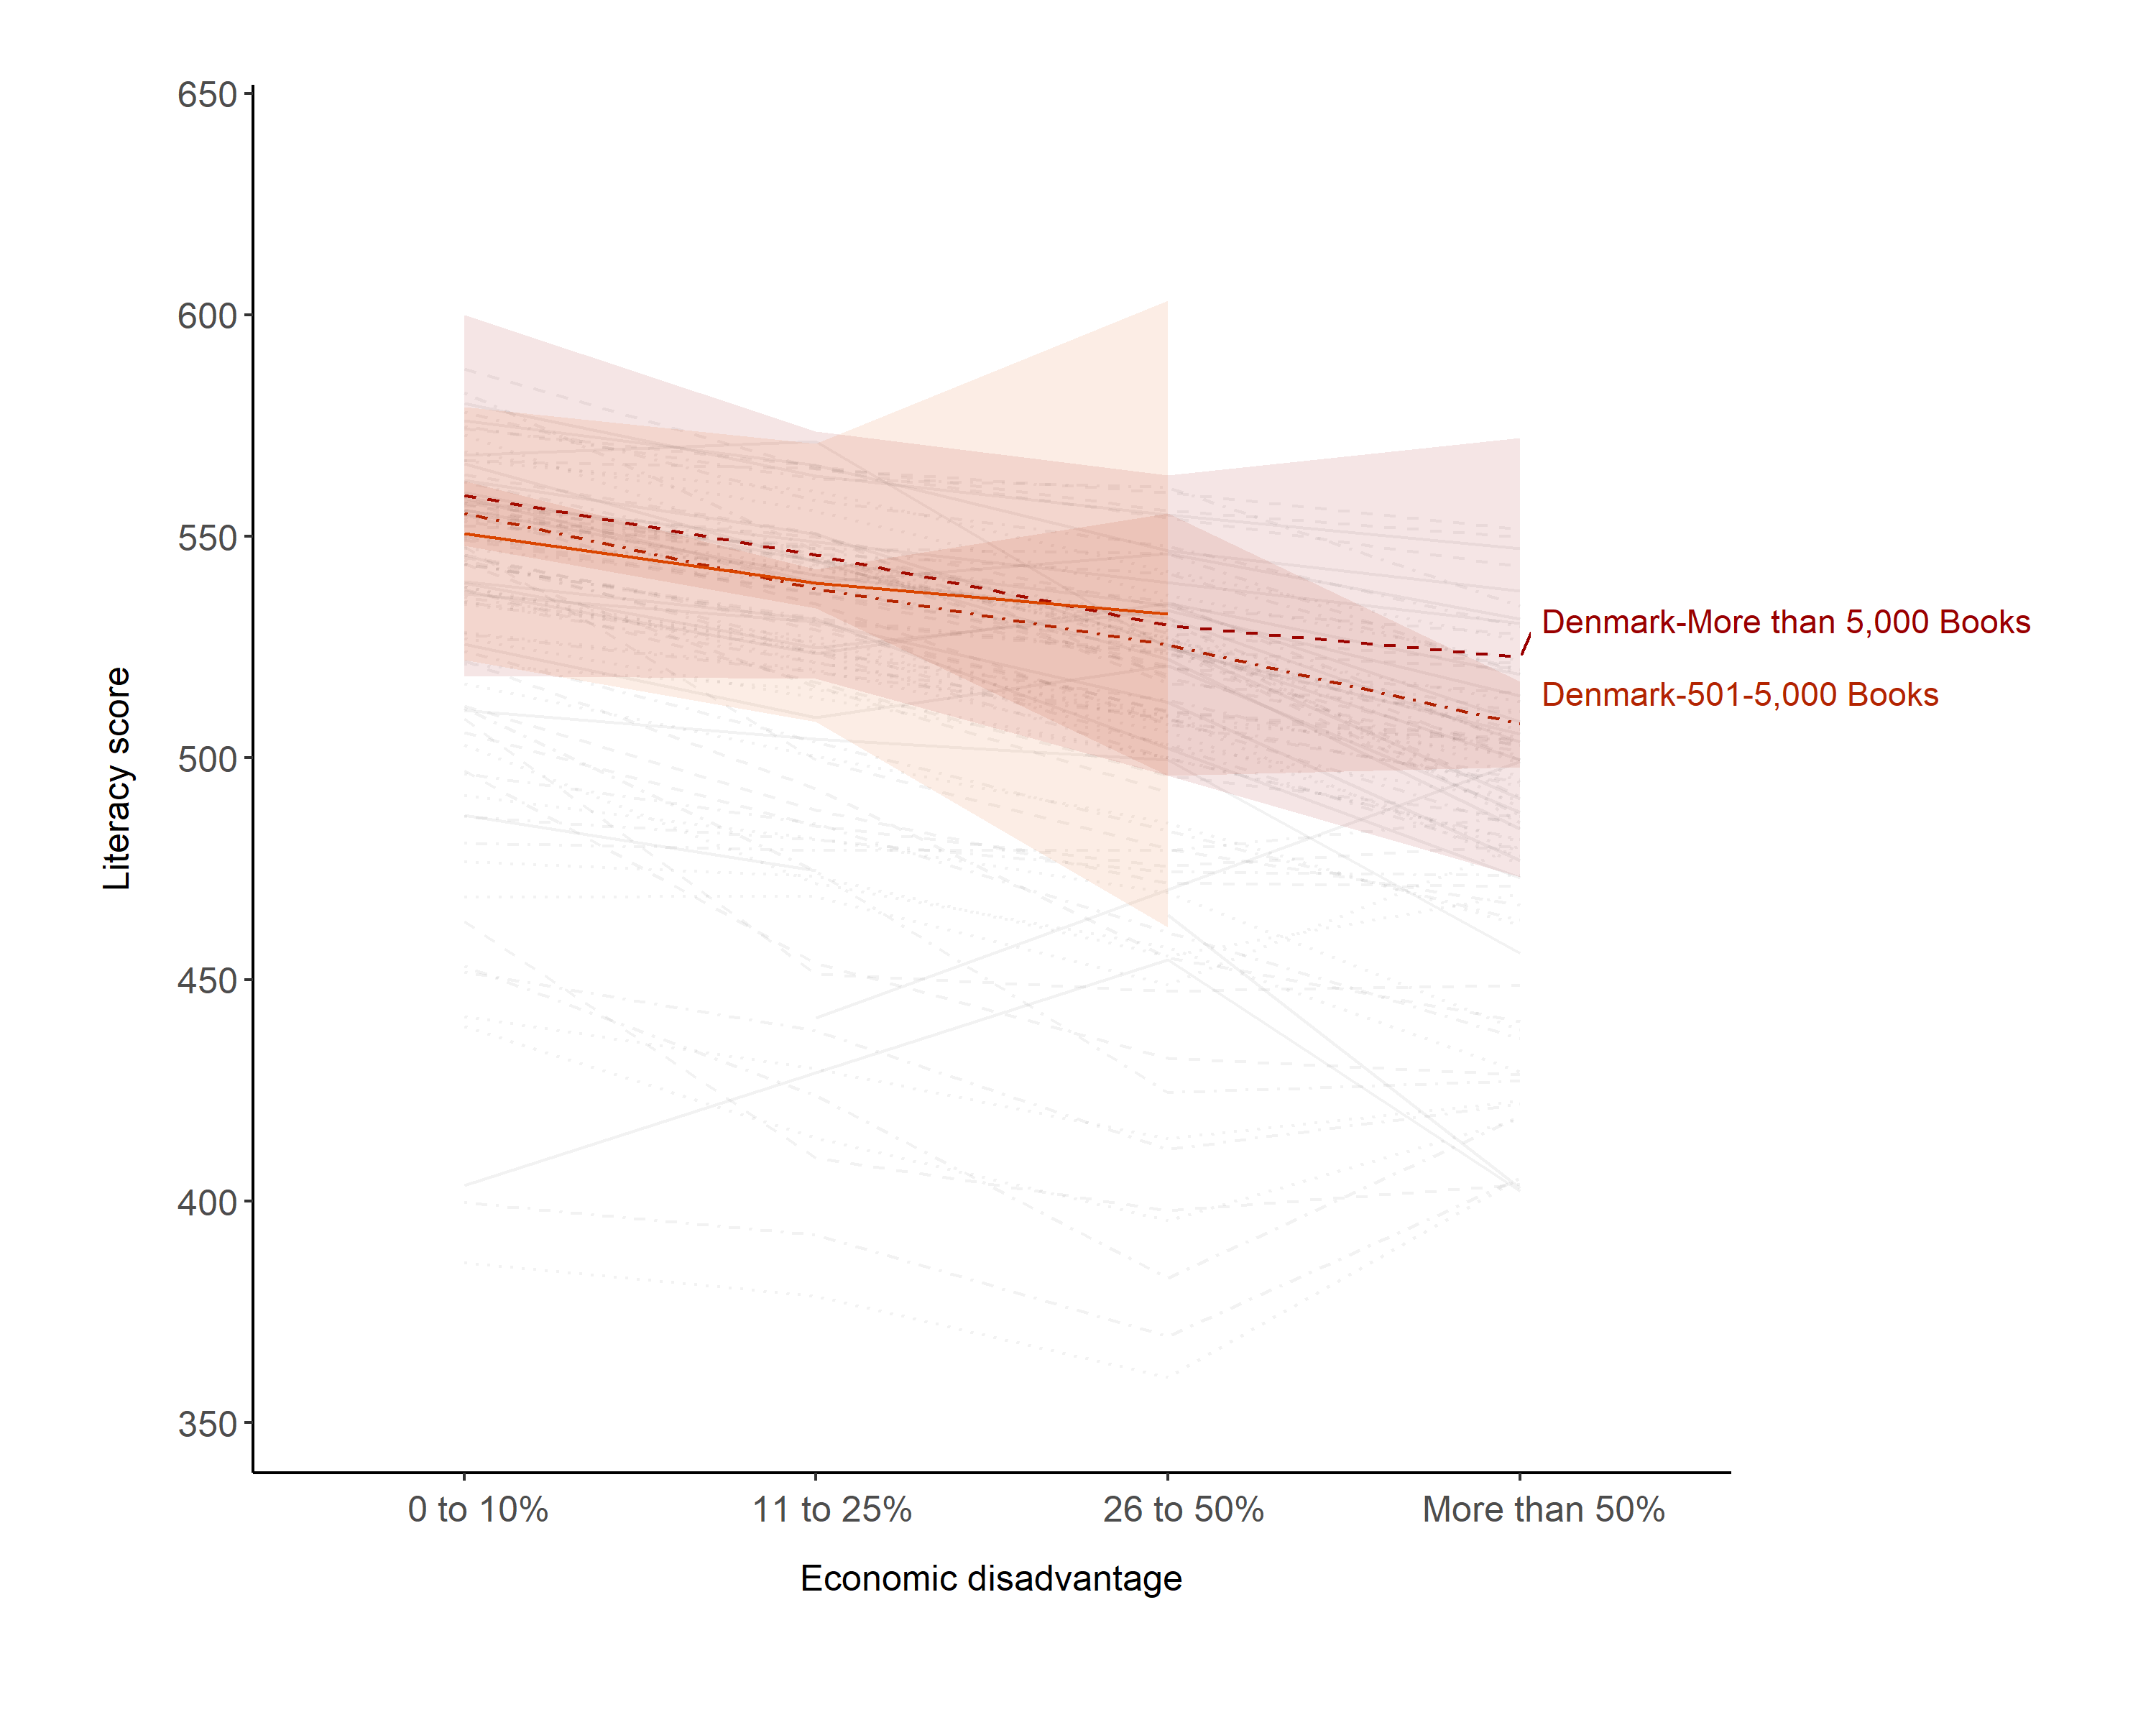 650
600
550
500
450
400
350
Literacy score
Denmark-More than 5,000 Books
Denmark-501-5,000 Books
0 to 10%
11 to 25%
26 to 50%
More than 50%
Economic disadvantage